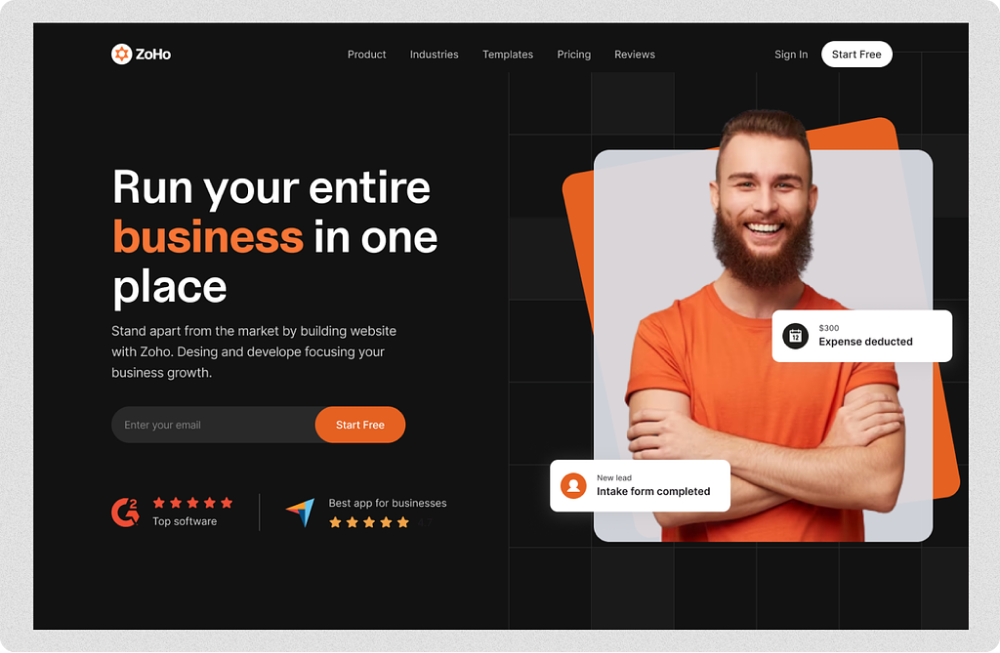 ZoHo
Product Industries Templates Pricing Reviews
Sign In Start Free
Run your entire
business in one
place
Stand apart from the market by building website
with Zoho. Desing and develope focusing your
business growth.
Enter your email
Start Free
2
Top software
Best app for businesses
$300
12
Expense deducted
New lead
Intake form completed